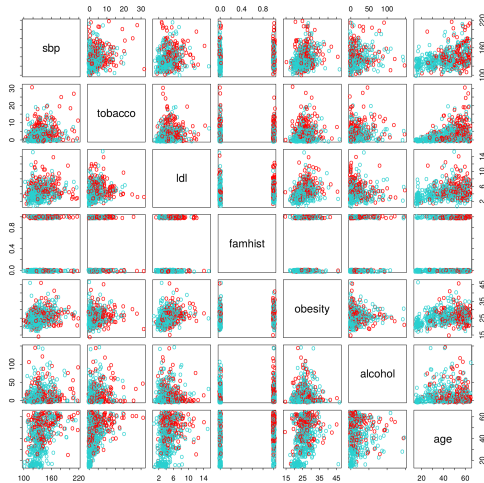 0 10 20 30
0.0 0.4 0.8
0 50 100
sbp
100 160 220
0 10 20 30
tobacco
ldl
2 6 10 14
0.0 0.4 0.8
famhist
obesity
15 25 35 45
0 50 100
alcohol
age
20 40 60
100 160 220
2 4 6 8 10 14
15 25 35 45
20 40 60